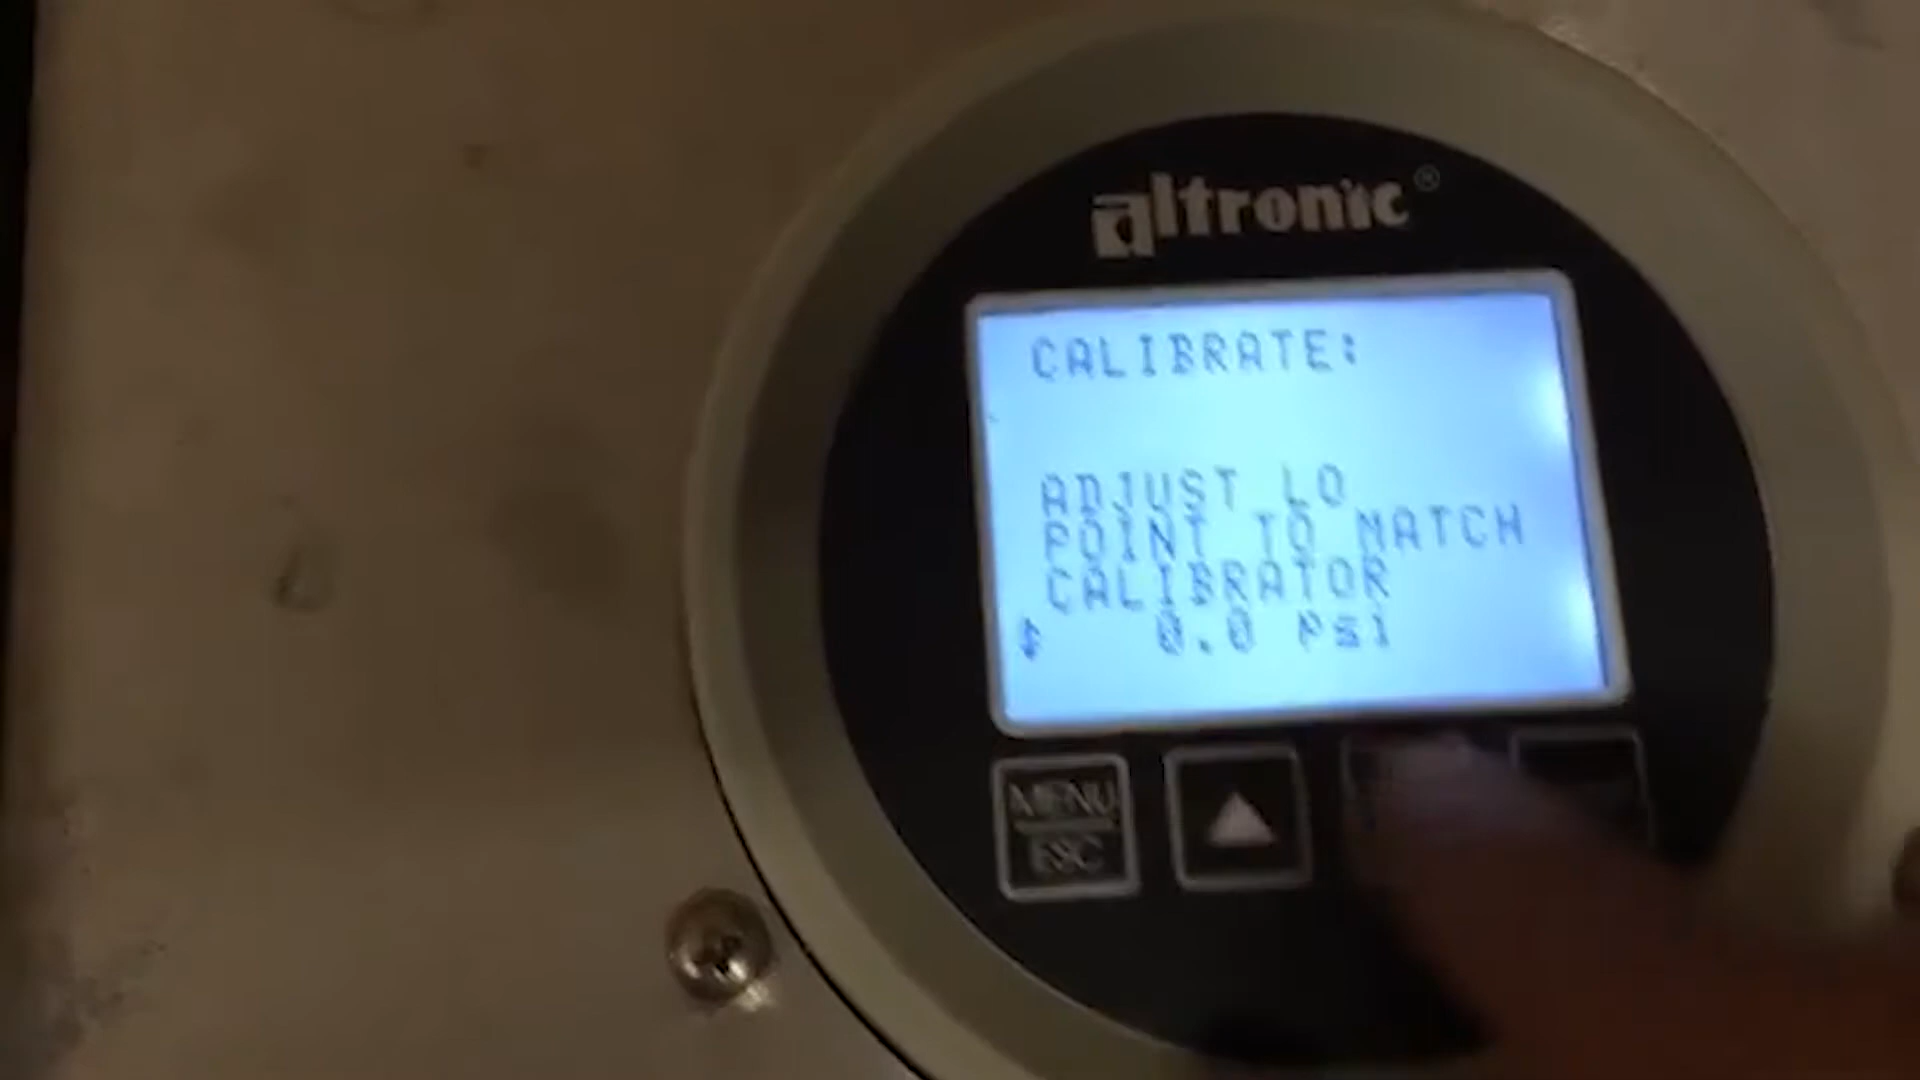 altronic®
CALIBRATE:
ADJUST LO
POINT TO MATCH
CALIBRATOR
0.0 psi
MENU
ESC